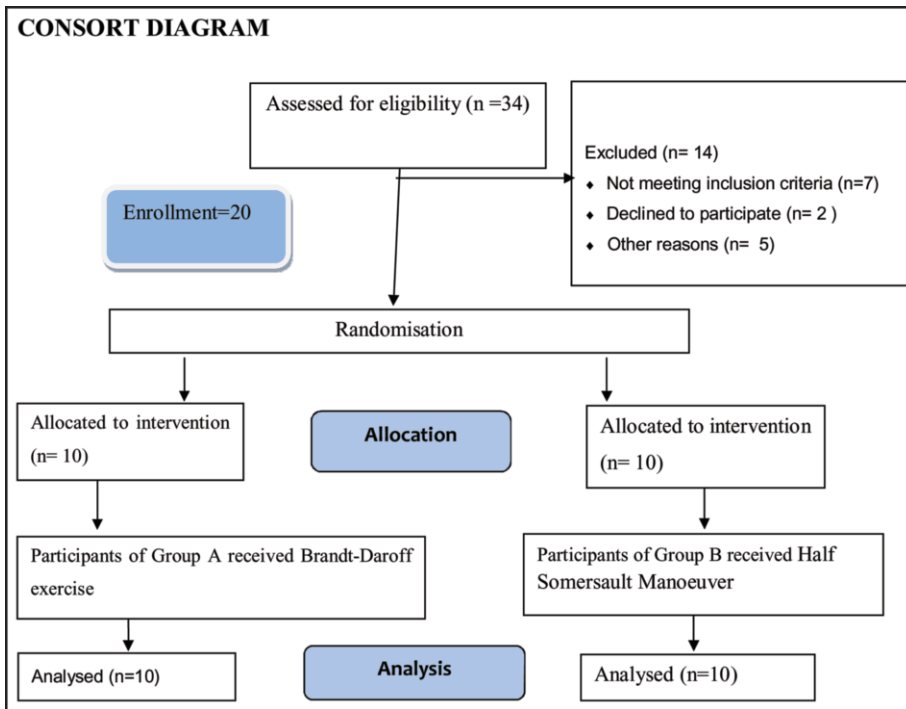 CONSORT DIAGRAM
Assessed for eligibility (n =34)
Excluded (n= 14)
♦ Not meeting inclusion criteria (n=7)
♦ Declined to participate (n= 2 )
♦ Other reasons (n= 5)
Enrollment=20
Randomisation
Allocated to intervention
(n= 10)
Allocation
Allocated to intervention
(n= 10)
Participants of Group A received Brandt-Daroff
exercise
Participants of Group B received Half
Somersault Manoeuver
Analysed (n=10)
Analysis
Analysed (n=10)